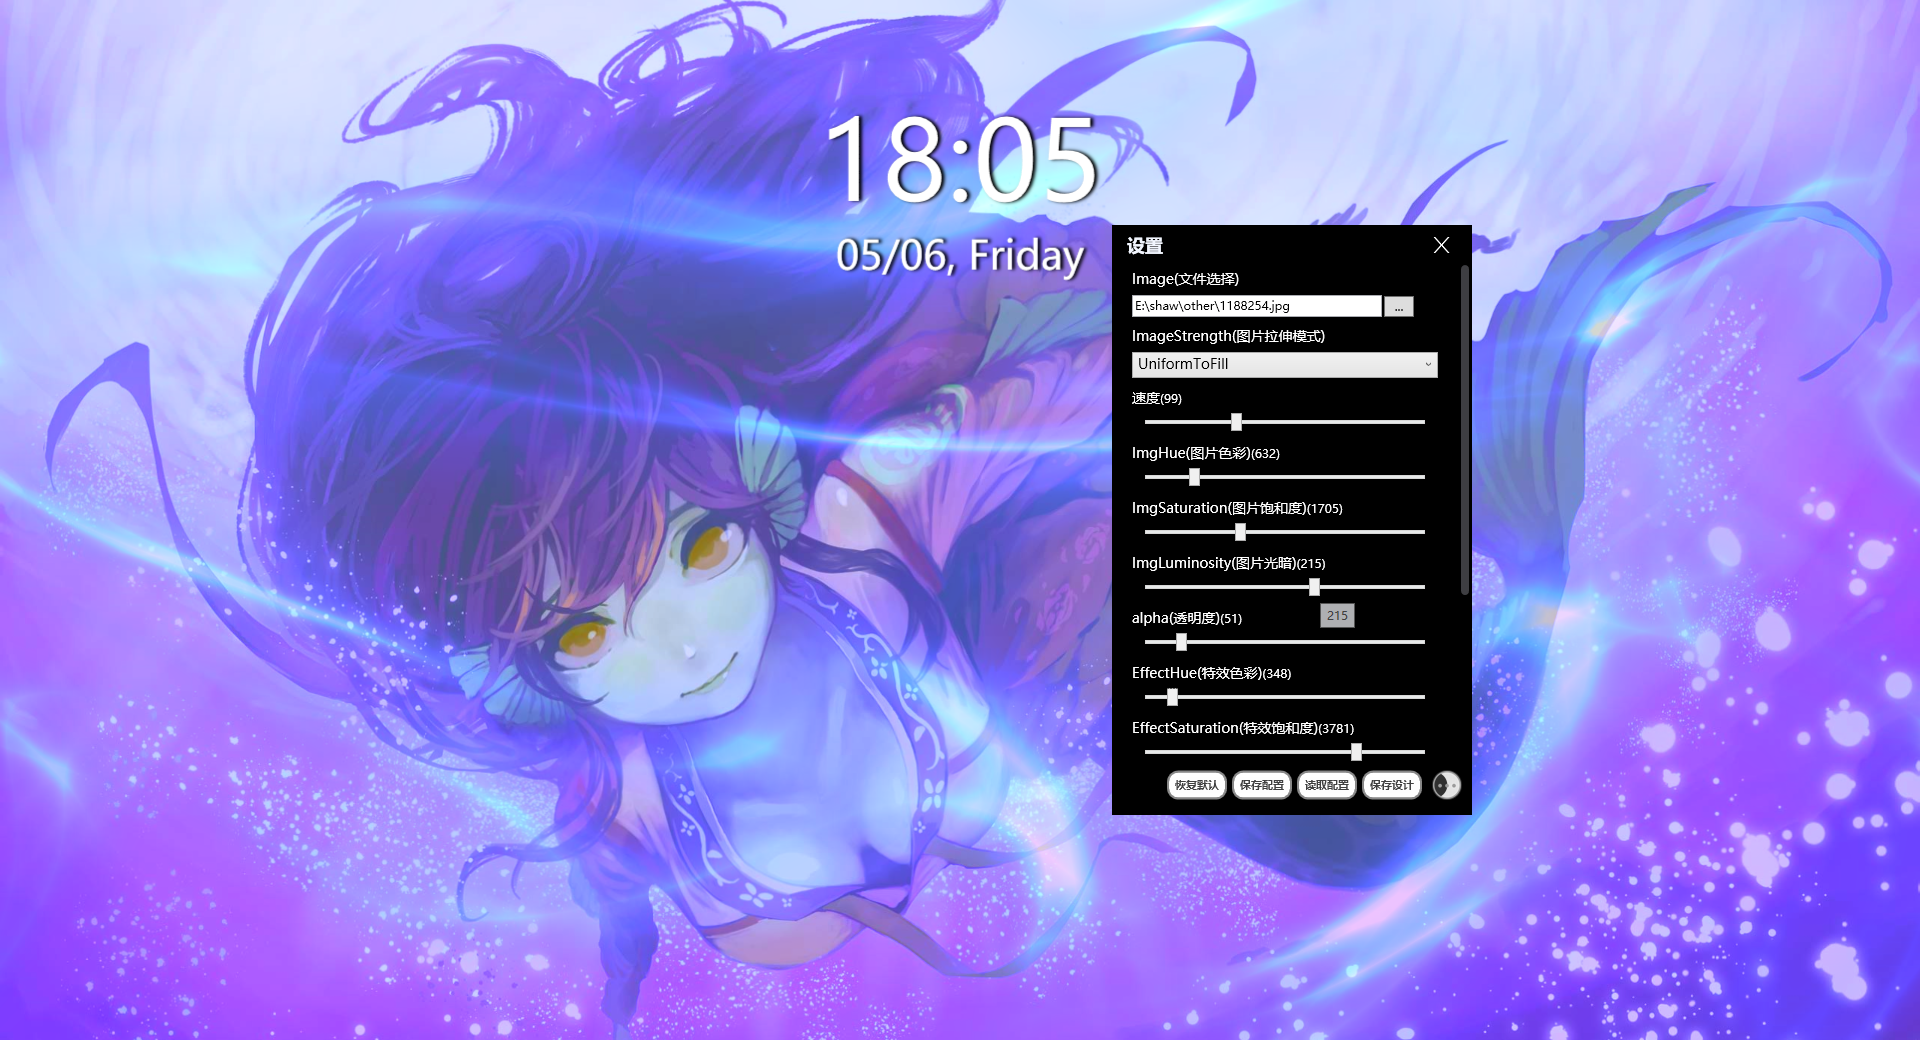 18:05
05/06, Friday
设置
Image(文件选择)
E:\shaw\other\1188254.jpg
...
ImageStrength(图片拉伸模式)
UniformToFill
速度(99)
ImgHue(图片色彩)(632)
ImgSaturation(图片饱和度)(1705)
ImgLuminosity(图片光暗)(215)
215
alpha(透明度)(51)
EffectHue(特效色彩)(348)
EffectSaturation(特效饱和度)(3781)
恢复默认 保存配置 读取配置 保存设计